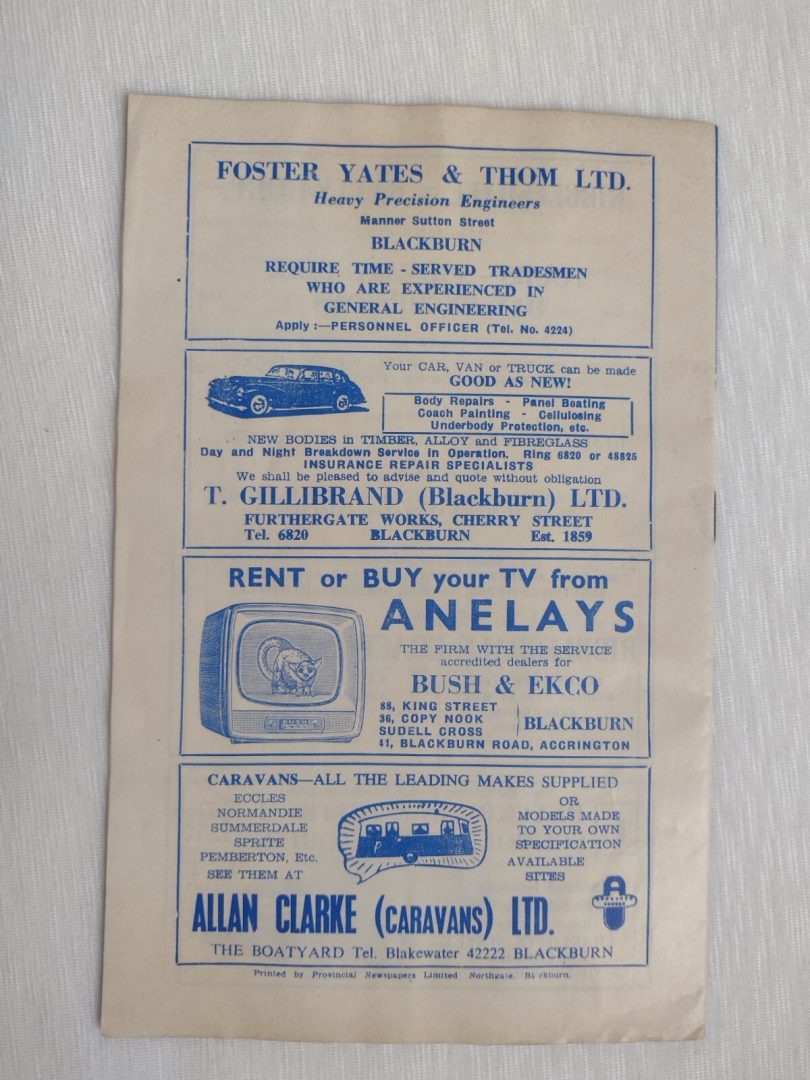 FOSTER YATES & THOM LTD.
Heavy Precision Engineers
Manner Sutton Street
BLACKBURN
REQUIRE TIME - SERVED TRADESMEN
WHO ARE EXPERIENCED IN
GENERAL ENGINEERING
Apply :—PERSONNEL OFFICER (Tel. No. 4224)
Your CAR, VAN or TRUCK can be made
GOOD AS NEW!
Body Repairs - Panel Beating
Coach Painting - Cellulosing
Underbody Protection, etc.
NEW BODIES in TIMBER, ALLOY and FIBREGLASS
Day and Night Breakdown Service in Operation. Ring 6820 or 48825
INSURANCE REPAIR SPECIALISTS
We shall be pleased to advise and quote without obligation
T. GILLIBRAND (Blackburn) LTD.
FURTHERGATE WORKS, CHERRY STREET
Tel. 6820 BLACKBURN Est. 1859
RENT or BUY your TV from
ANELAYS
THE FIRM WITH THE SERVICE
accredited dealers for
BUSH & EKCO
88, KING STREET
36, COPY NOOK
SUDELL CROSS
BLACKBURN
41, BLACKBURN ROAD, ACCRINGTON
BUSH
CARAVANS—ALL THE LEADING MAKES SUPPLIED
ECCLES
NORMANDIE
SUMMERDALE
SPRITE
PEMBERTON, Etc.
SEE THEM AT
OR
MODELS MADE
TO YOUR OWN
SPECIFICATION
AVAILABLE
SITES
ALLAN CLARKE (CARAVANS) LTD.
THE BOATYARD Tel. Blakewater 42222 BLACKBURN
Printed by Provincial Newspapers Limited, Northgate, Blackburn.